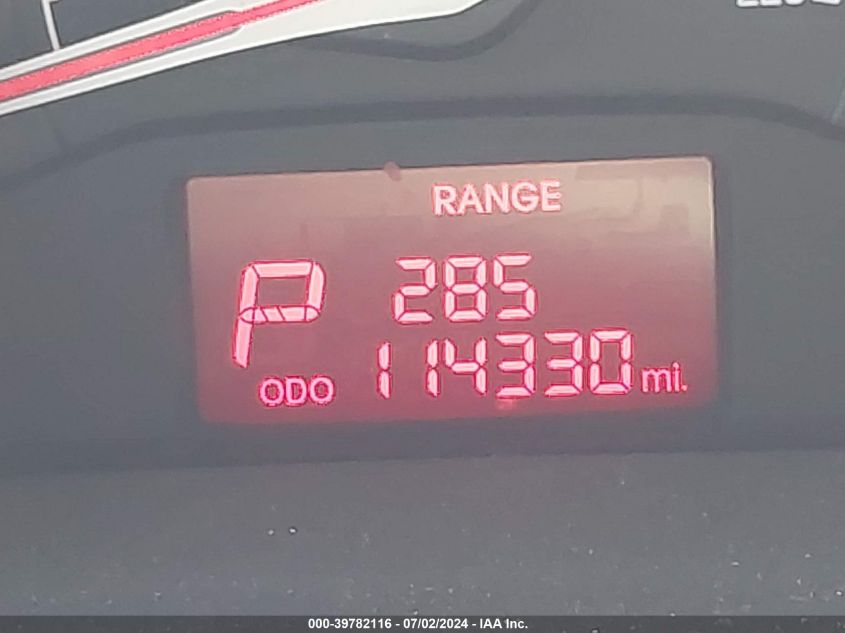 RANGE
P 285
ODO 114330 mi.
000-39782116 - 07/02/2024 - IAA Inc.